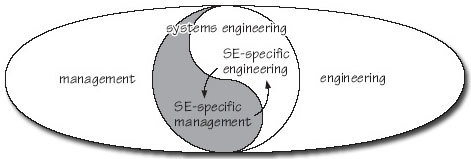 systems engineering
SE-specific
engineering
management
engineering
SE-specific
management